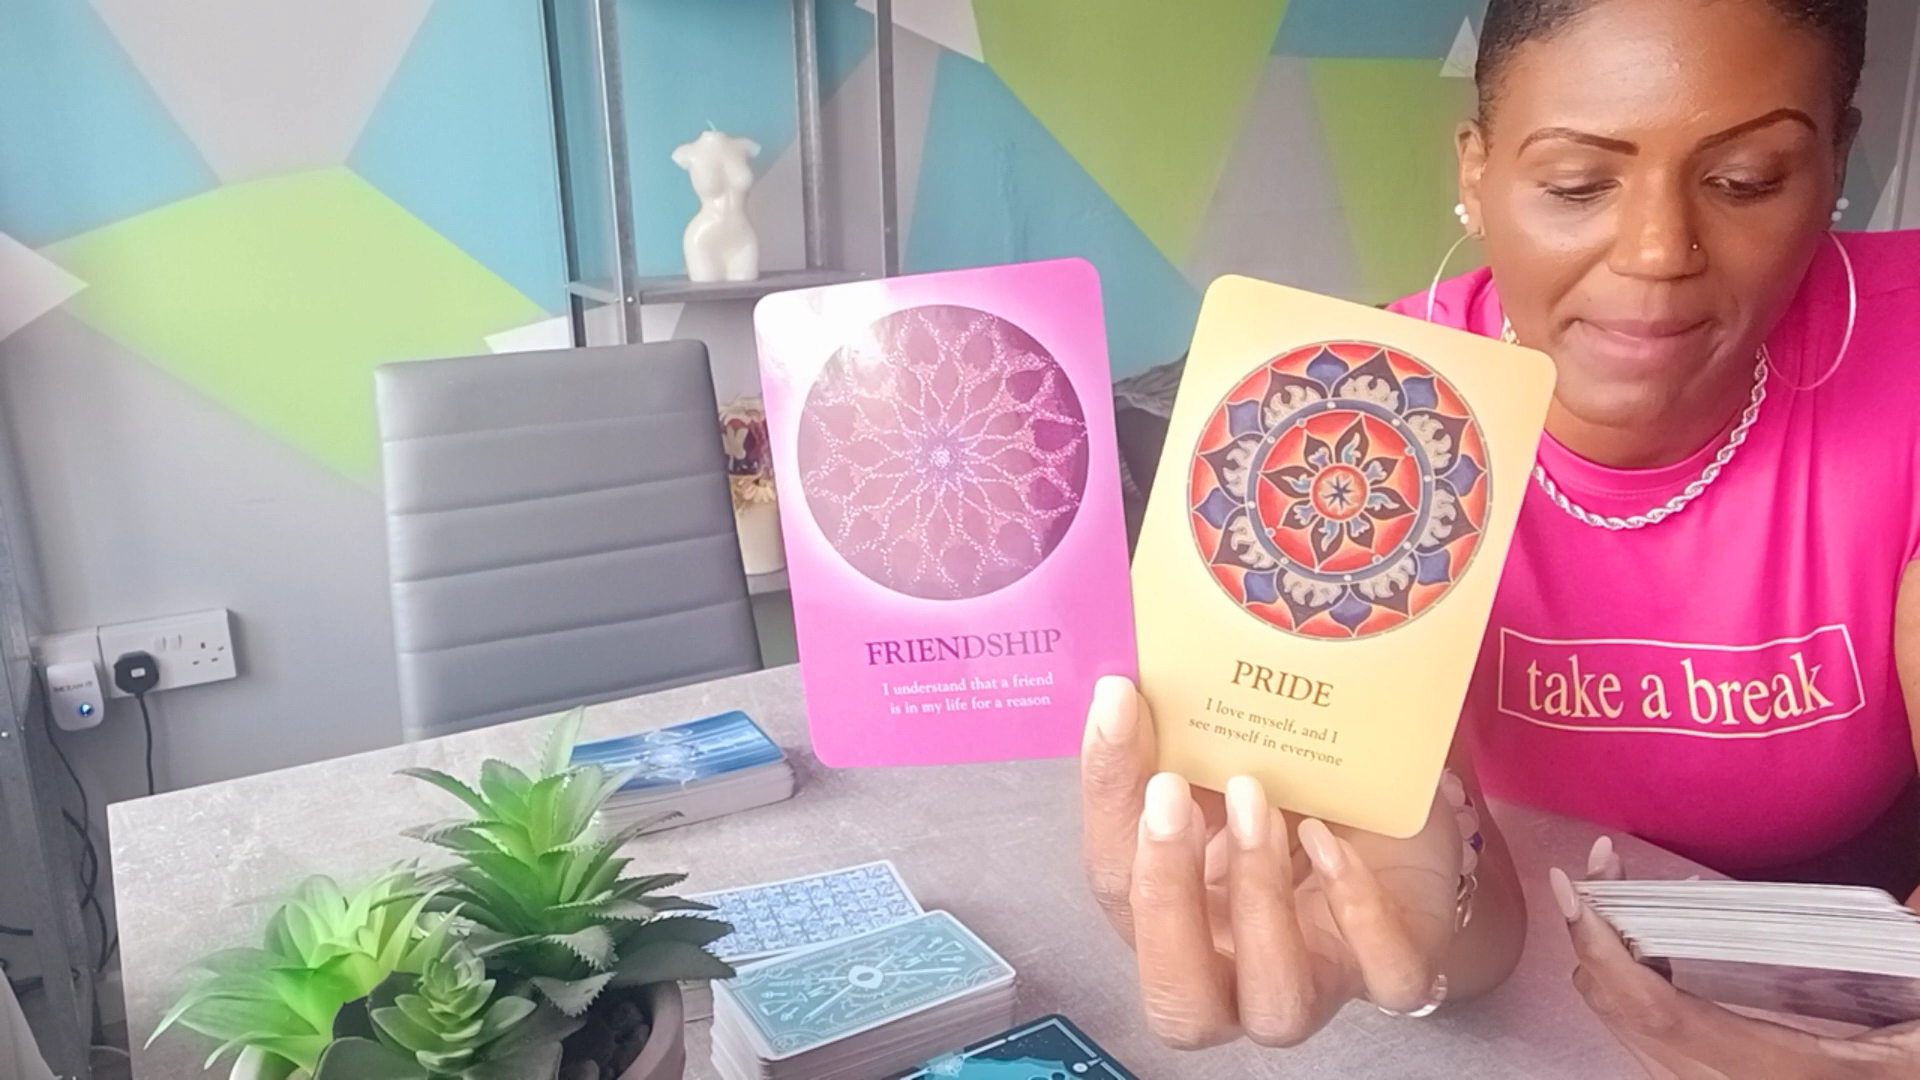 FRIENDSHIP
I understand that a friend
is in my life for a reason
PRIDE
I love myself, and I
see myself in everyone
take a break